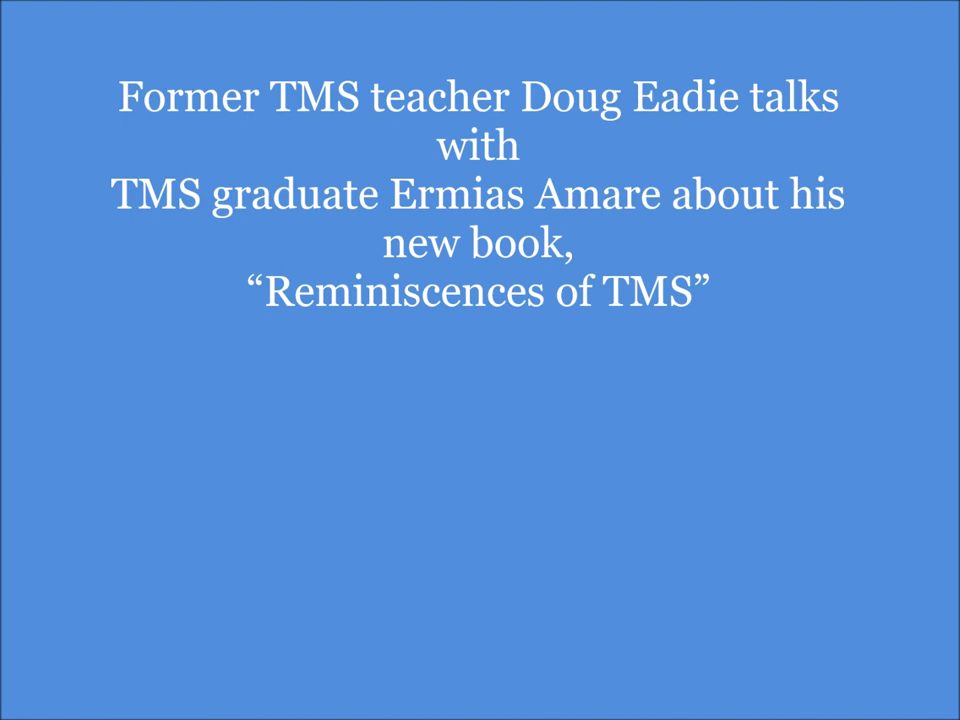 Former TMS teacher Doug Eadie talks
with
TMS graduate Ermias Amare about his
new book,
“Reminiscences of TMS”